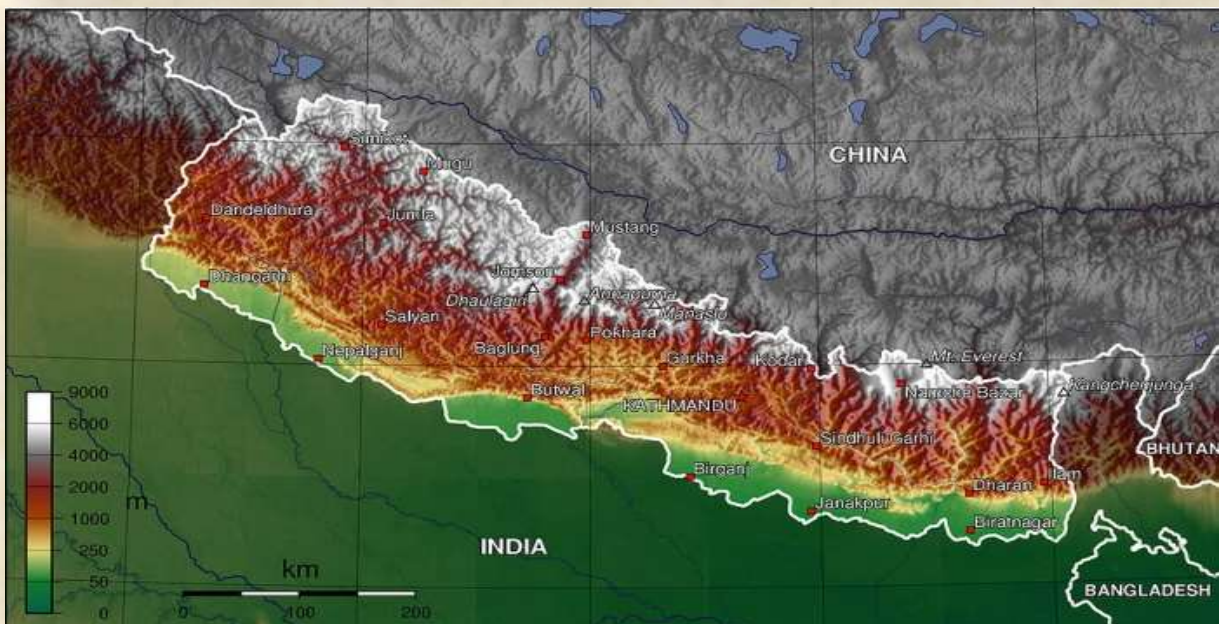 CHINA
Simikot
Mugu
Dandeldhura
Jumla
Mustang
Dhangarhi
Jomsom
Dhaulagiri
Annapurna
Manaslu
Salyan
Pokhara
Nepalganj
Baglung
Gorkha
Kodari
Mt. Everest
Kangchenjunga
Butwal
Namche Bazar
KATHMANDU
Sindhuli Garhi
BHUTAN
Birganj
Dharan
Ilam
Janakpur
Biratnagar
INDIA
BANGLADESH
9000
6000
4000
2000
m
1000
250
50
0
km
0 100 200